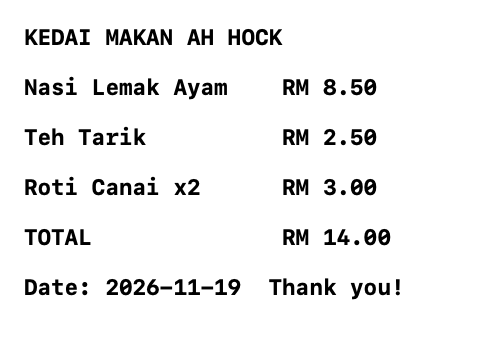 KEDAI MAKAN AH HOCK
Nasi Lemak Ayam    RM 8.50
Teh Tarik          RM 2.50
Roti Canai x2      RM 3.00
TOTAL              RM 14.00
Date: 2026-11-19  Thank you!